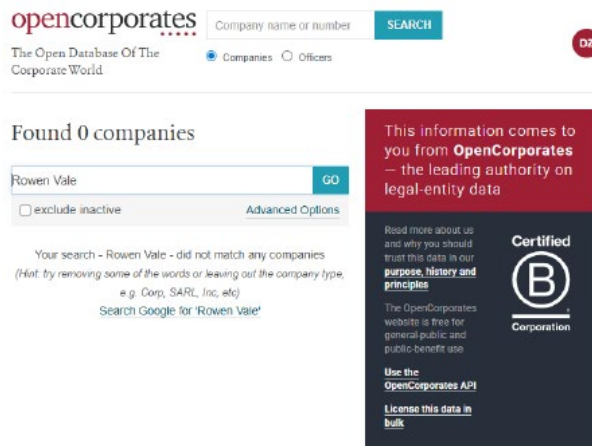 opencorporates
The Open Database Of The
Corporate World
Company name or number
SEARCH
Companies
Officers
Found 0 companies
Rowen Vale
GO
exclude inactive
Advanced Options
Your search - Rowen Vale - did not match any companies
(Hint: try removing some of the words or leaving out the company type,
e.g. Corp, SARL, Inc, etc)
Search Google for 'Rowen Vale'
This information comes to
you from OpenCorporates
— the leading authority on
legal-entity data
Read more about us
and why you should
trust this data in our
purpose, history and
principles
The OpenCorporates
website is free for
general-public and
public-benefit use
Use the
OpenCorporates API
License this data in
bulk
Certified
B
Corporation